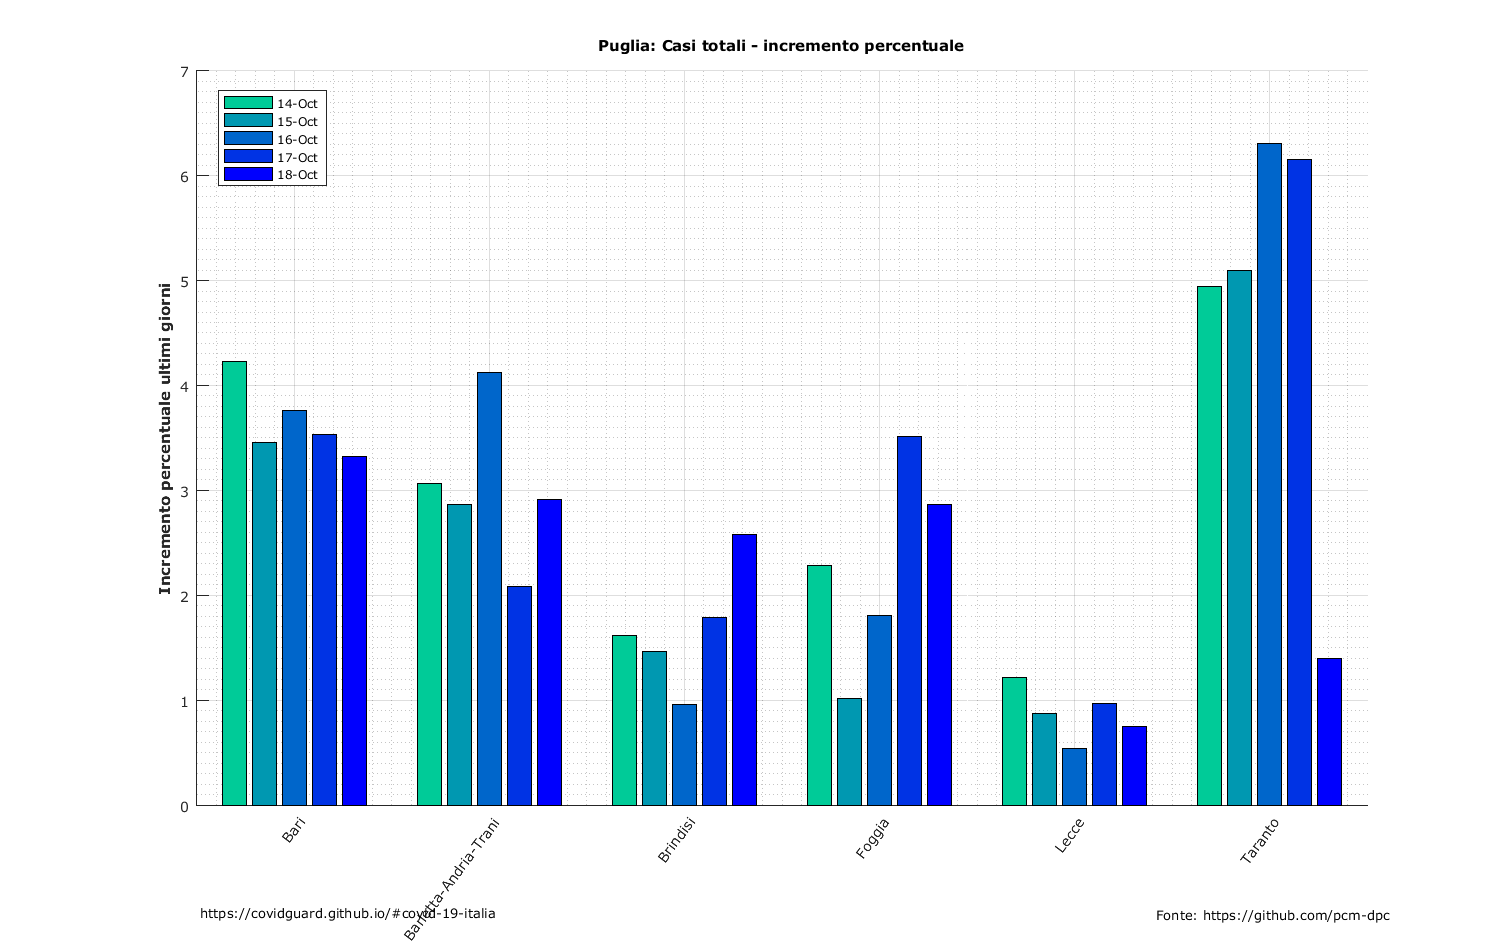 Puglia: Casi totali - incremento percentuale
Incremento percentuale ultimi giorni
7
6
5
4
3
2
1
0
14-Oct
15-Oct
16-Oct
17-Oct
18-Oct
Bari
Barletta-Andria-Trani
Brindisi
Foggia
Lecce
Taranto
https://covidguard.github.io/#covid-19-italia
Fonte: https://github.com/pcm-dpc